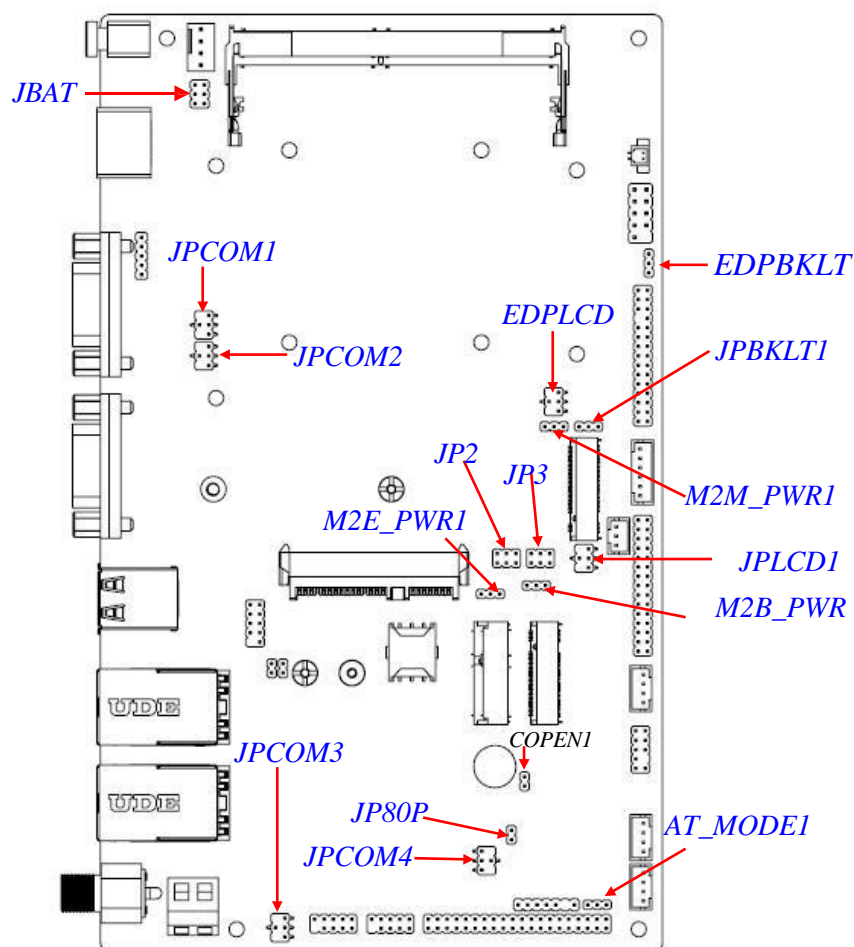 JBAT
JPCOM1
EDPBKLT
EDPLCD
JPCOM2
JPBKLT1
JP2
JP3
M2M_PWR1
M2E_PWR1
JPLCD1
M2B_PWR
UDE
COPEN1
JPCOM3
UDE
JP80P
AT_MODE1
JPCOM4